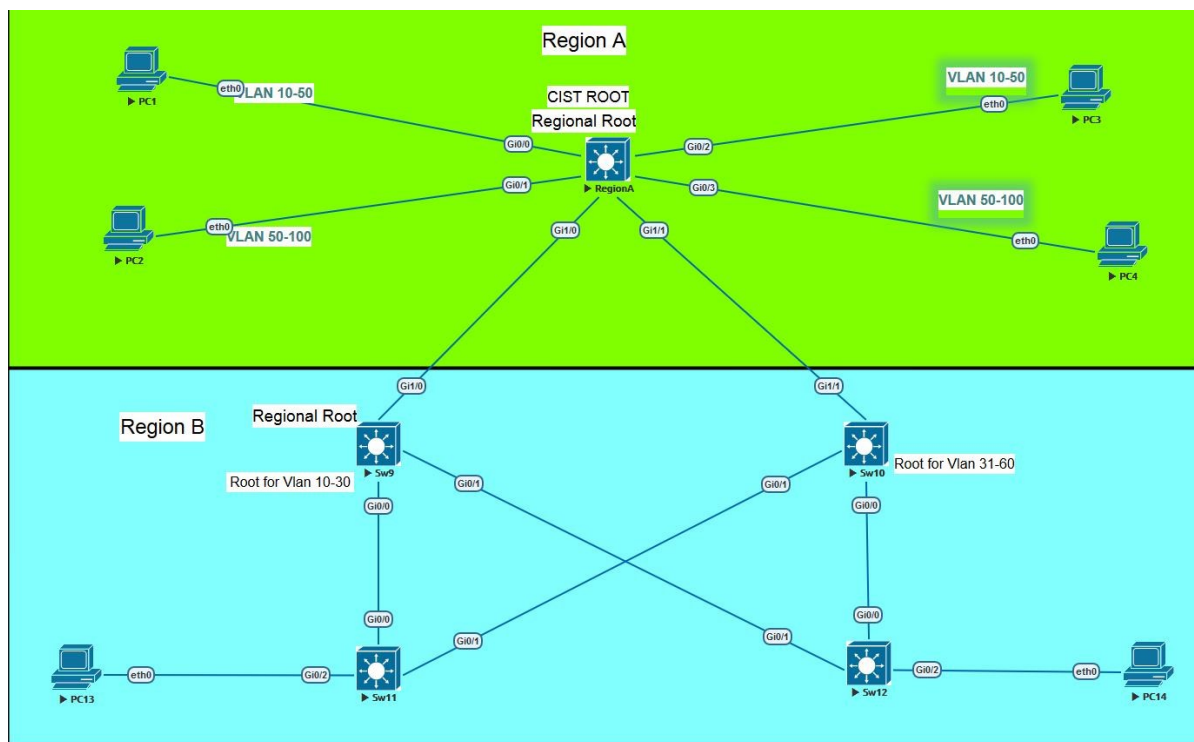 Region A
PC1
eth0
VLAN 10-50
CIST ROOT
Regional Root
VLAN 10-50
eth0
PC3
Gi0/0
Gi0/2
RegionA
Gi0/1
Gi0/3
PC2
eth0
VLAN 50-100
VLAN 50-100
eth0
PC4
Gi1/0
Gi1/1
Gi1/0
Gi1/1
Region B
Regional Root
Sw9
Root for Vlan 10-30
Sw10
Root for Vlan 31-60
Gi0/0
Gi0/1
Gi0/1
Gi0/0
Gi0/0
Gi0/1
Gi0/1
Gi0/0
PC13
eth0
Gi0/2
Sw11
Sw12
Gi0/2
eth0
PC14